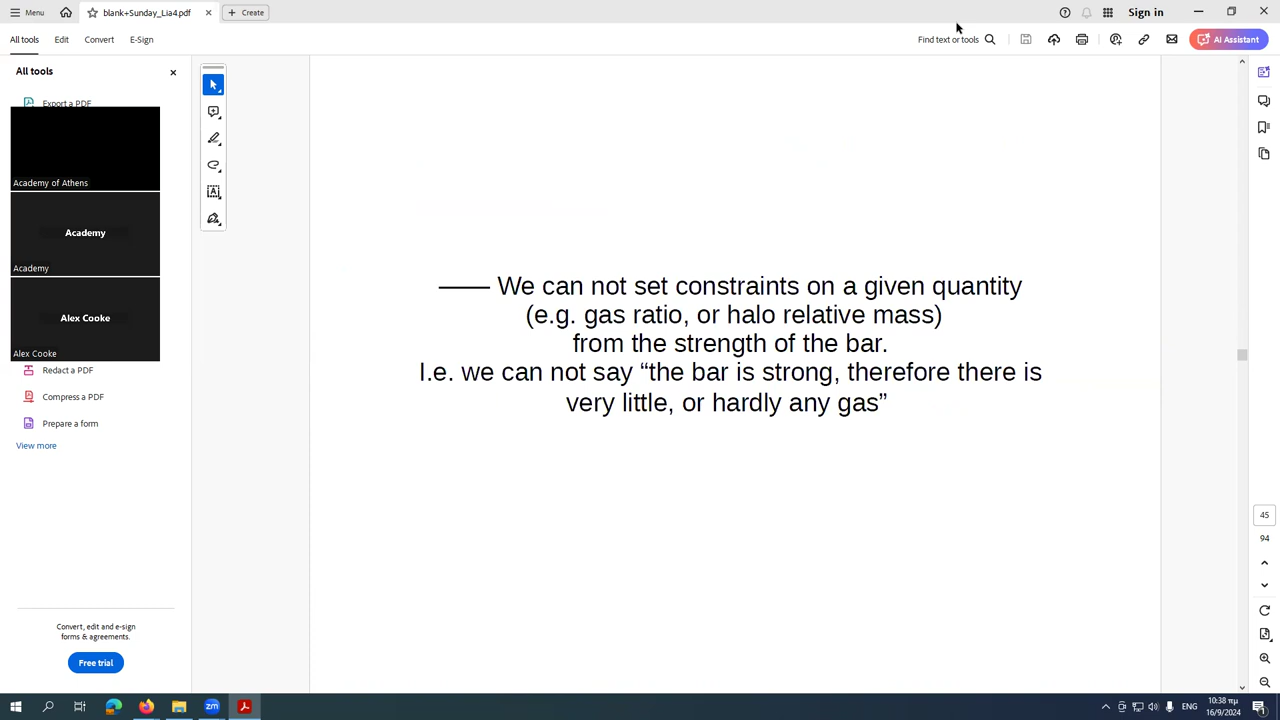 Menu
blank+Sunday_Lia4.pdf
Create
Sign in
All tools
Edit
Convert
E-Sign
Find text or tools
AI Assistant
All tools
Export a PDF
Academy of Athens
Academy
Academy
Alex Cooke
Alex Cooke
Redact a PDF
Compress a PDF
Prepare a form
View more
Convert, edit and e-sign
forms & agreements.
Free trial
—— We can not set constraints on a given quantity
(e.g. gas ratio, or halo relative mass)
from the strength of the bar.
I.e. we can not say “the bar is strong, therefore there is
very little, or hardly any gas”
45
94
zm
ENG
10:38 πμ
16/9/2024
1